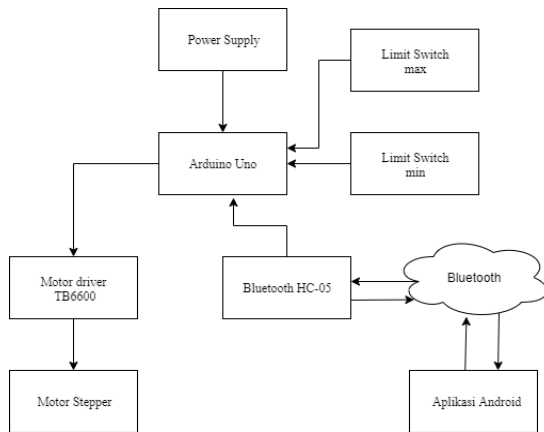 Power Supply
Limit Switch
max
Arduino Uno
Limit Switch
min
Motor driver
TB6600
Bluetooth HC-05
Bluetooth
Motor Stepper
Aplikasi Android